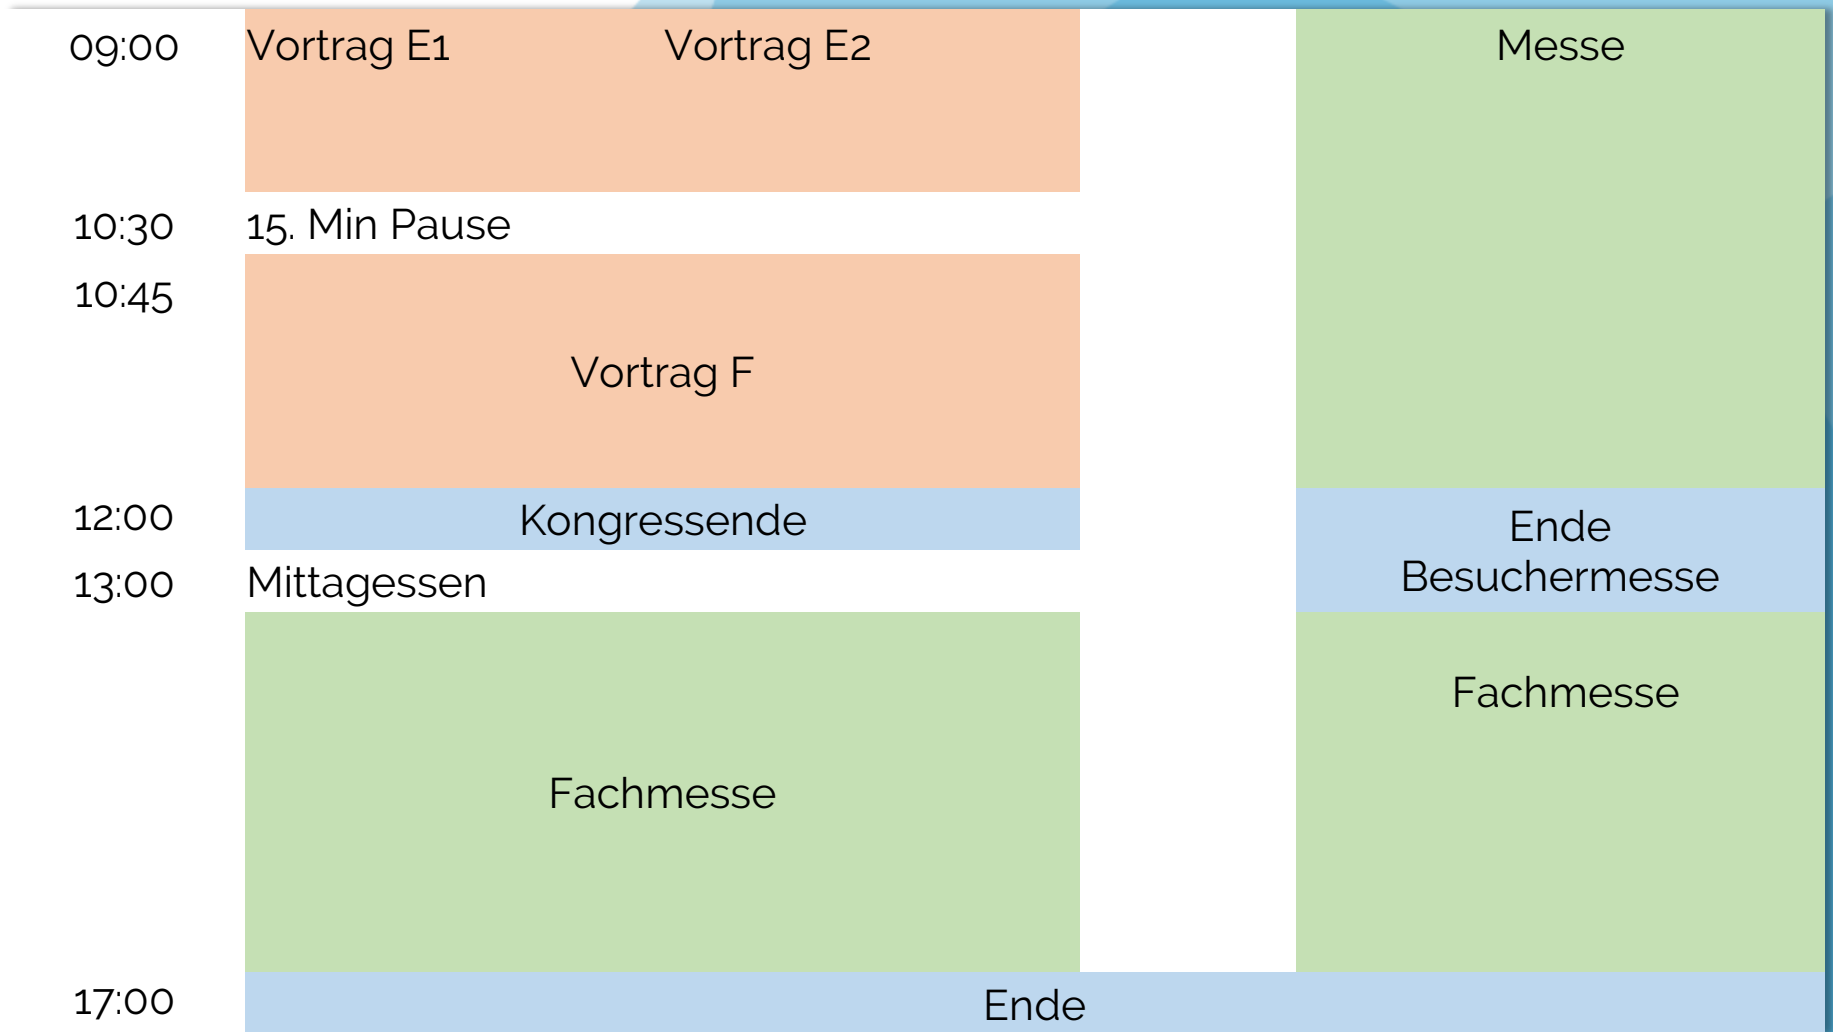 09:00 Vortrag E1 Vortrag E2 Messe
10:30 15. Min Pause
10:45
Vortrag F
12:00 Kongressende Ende
Besuchermesse
13:00 Mittagessen
Fachmesse
Fachmesse
17:00 Ende